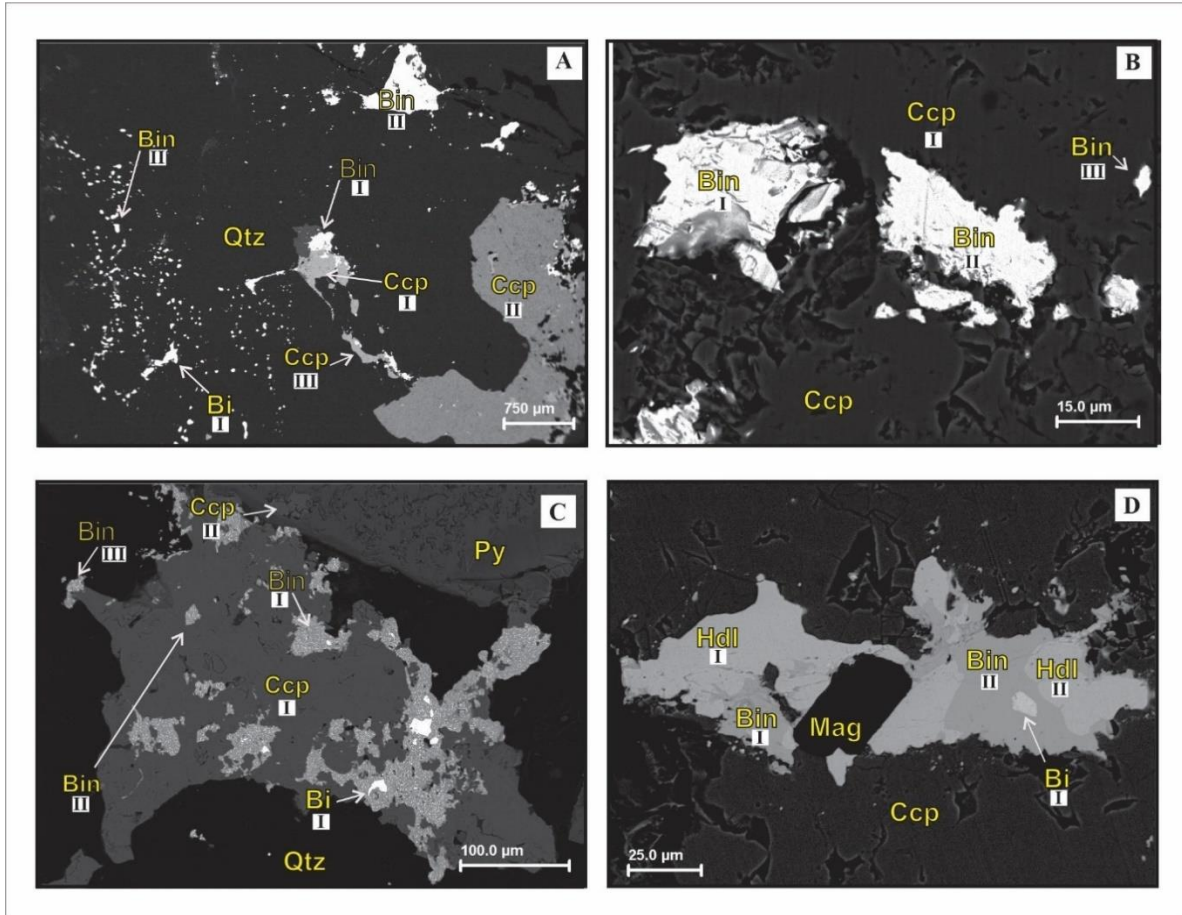 A
Bin
II
Bin
II
Bin
I
Qtz
Ccp
I
Ccp
II
Ccp
III
Bi
I
750 µm
B
Ccp
I
Bin
III
Bin
I
Bin
II
Ccp
15.0 µm
C
Ccp
II
Bin
III
Py
Bin
I
Ccp
I
Bin
II
Bi
I
Qtz
100.0 µm
D
Hdl
I
Bin
II
Hdl
II
Bin
I
Mag
Bi
I
Ccp
25.0 µm